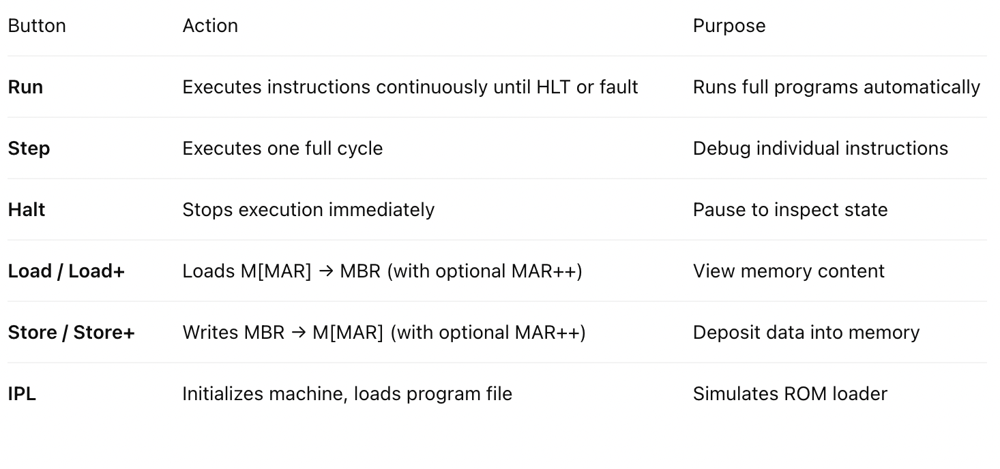 Button Action Purpose
Run Executes instructions continuously until HLT or fault Runs full programs automatically
Step Executes one full cycle Debug individual instructions
Halt Stops execution immediately Pause to inspect state
Load / Load+ Loads M[MAR] → MBR (with optional MAR++) View memory content
Store / Store+ Writes MBR → M[MAR] (with optional MAR++) Deposit data into memory
IPL Initializes machine, loads program file Simulates ROM loader